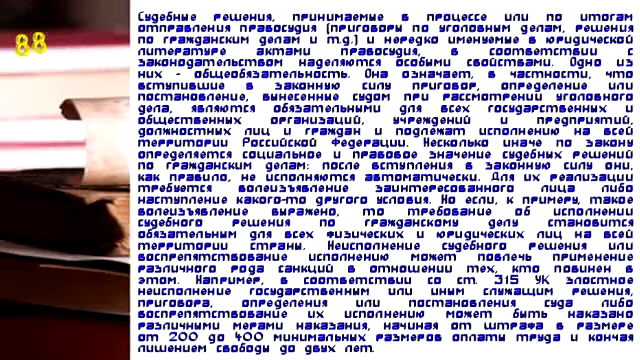 88
Судебные решения, принимаемые в процессе или по итогам
отправления правосудия (приговоры по уголовным делам, решения
по гражданским делам и т.д.) и нередко именуемые в юридической
литературе актами правосудия, в соответствии с
законодательством наделяются особыми свойствами. Одно из
них - общеобязательность. Она означает, в частности, что
вступившие в законную силу приговор, определение или
постановление, вынесенные судом при рассмотрении уголовного
дела, являются обязательными для всех государственных и
общественных организаций, учреждений и предприятий,
должностных лиц и граждан и подлежат исполнению на всей
территории Российской Федерации. Несколько иначе по закону
определяется социальное и правовое значение судебных решений
по гражданским делам: после вступления в законную силу они,
как правило, не исполняются автоматически. Для их реализации
требуется волеизъявление заинтересованного лица либо
наступление какого-то другого условия. Но если, к примеру, такое
волеизъявление выражено, то требование об исполнении
судебного решения по гражданскому делу становится
обязательным для всех физических и юридических лиц на всей
территории страны. Неисполнение судебного решения или
воспрепятствование исполнению может повлечь применение
различного рода санкций в отношении тех, кто повинен в
этом. Например, в соответствии со ст. 315 УК злостное
неисполнение государственным или иным служащим решения,
приговора, определения или постановления суда либо
воспрепятствование их исполнению может быть наказано
различными мерами наказания, начиная от штрафа в размере
от 200 до 400 минимальных размеров оплаты труда и кончая
лишением свободы до двух лет.